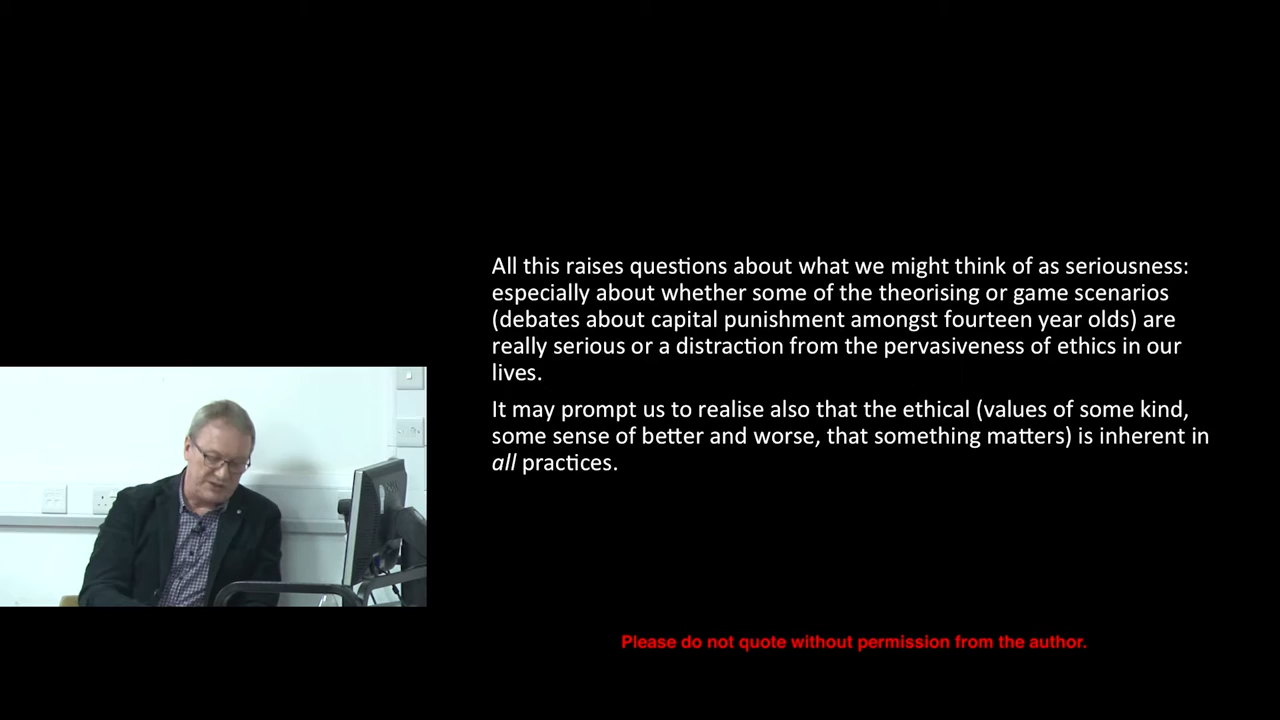 All this raises questions about what we might think of as seriousness:
especially about whether some of the theorising or game scenarios
(debates about capital punishment amongst fourteen year olds) are
really serious or a distraction from the pervasiveness of ethics in our
lives.
It may prompt us to realise also that the ethical (values of some kind,
some sense of better and worse, that something matters) is inherent in
all practices.
Please do not quote without permission from the author.